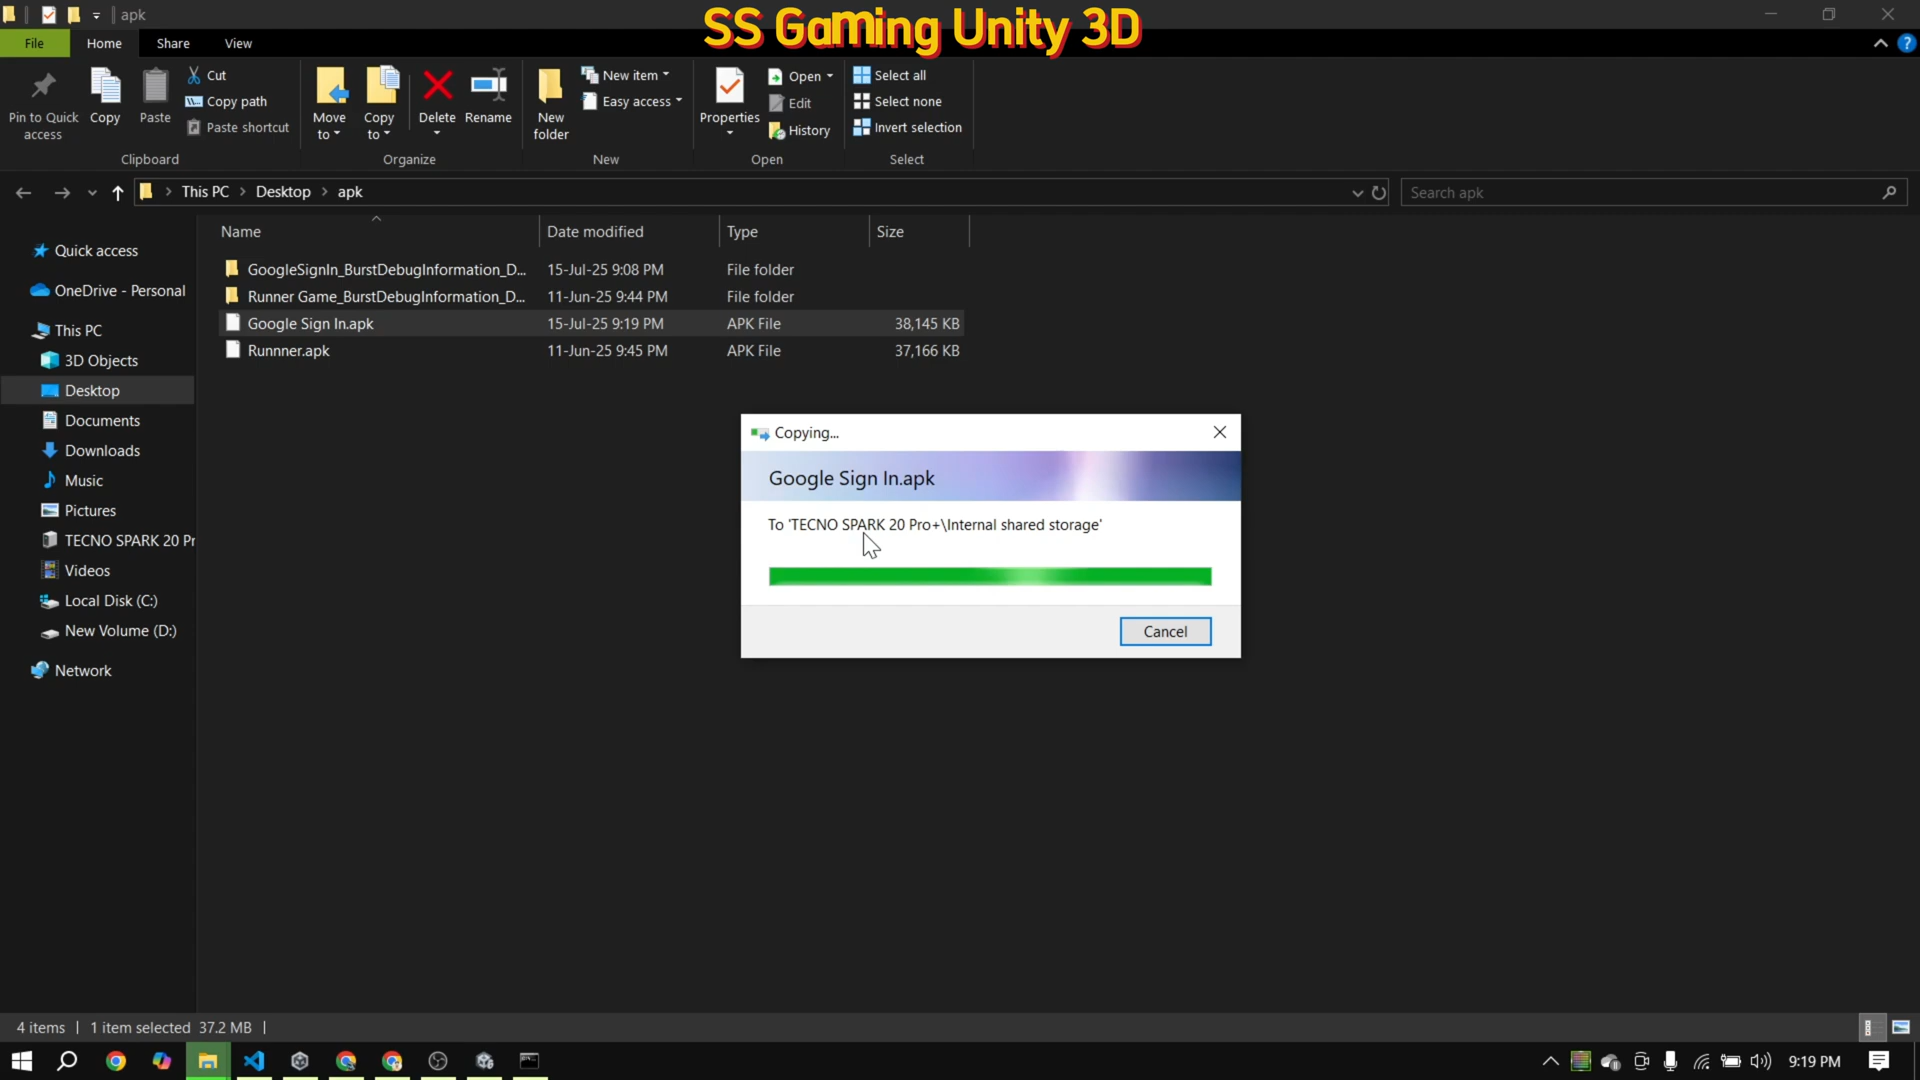 apk
SS Gaming Unity 3D
File
Home
Share
View
Pin to Quick
access
Copy
Paste
Cut
Copy path
Paste shortcut
Clipboard
Move
to
Copy
to
Delete
Rename
Organize
New
folder
New item
Easy access
New
Properties
Open
Edit
History
Open
Select all
Select none
Invert selection
Select
This PC
Desktop
apk
Search apk
Name
Date modified
Type
Size
GoogleSignIn_BurstDebugInformation_D... 15-Jul-25 9:08 PM File folder
Runner Game_BurstDebugInformation_D... 11-Jun-25 9:44 PM File folder
Google Sign In.apk 15-Jul-25 9:19 PM APK File 38,145 KB
Runnner.apk 11-Jun-25 9:45 PM APK File 37,166 KB
Quick access
OneDrive - Personal
This PC
3D Objects
Desktop
Documents
Downloads
Music
Pictures
TECNO SPARK 20 Pr
Videos
Local Disk (C:)
New Volume (D:)
Network
Copying...
Google Sign In.apk
To 'TECNO SPARK 20 Pro+\Internal shared storage'
Cancel
4 items
1 item selected 37.2 MB
9:19 PM